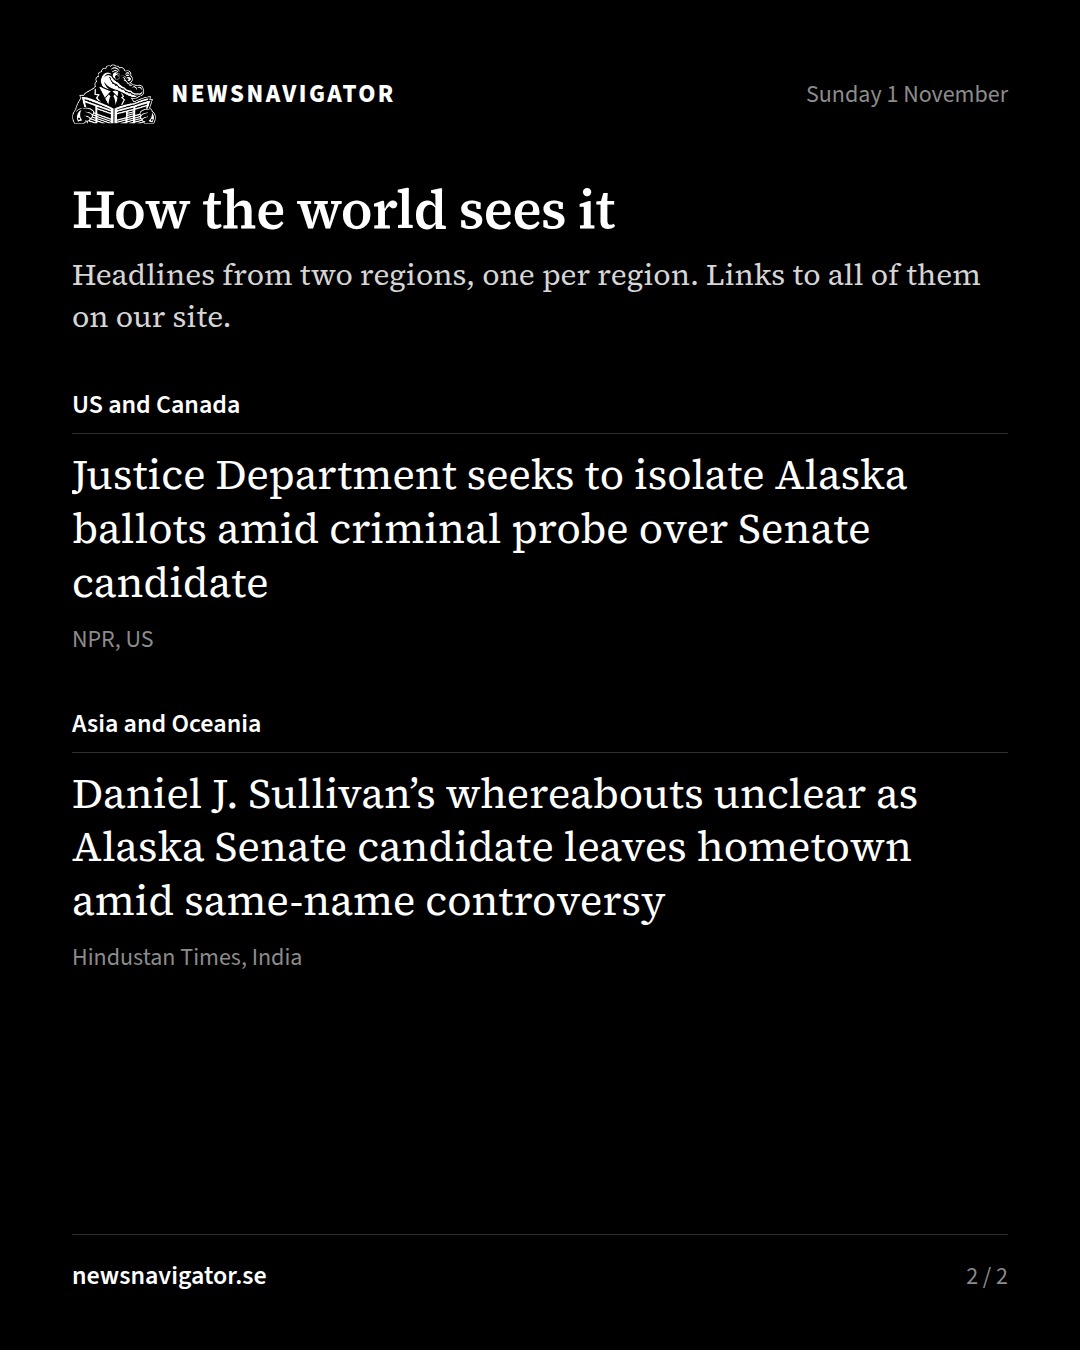 NEWSNAVIGATOR
Sunday 1 November
How the world sees it
Headlines from two regions, one per region. Links to all of them
on our site.
US and Canada
Justice Department seeks to isolate Alaska
ballots amid criminal probe over Senate
candidate
NPR, US
Asia and Oceania
Daniel J. Sullivan’s whereabouts unclear as
Alaska Senate candidate leaves hometown
amid same-name controversy
Hindustan Times, India
newsnavigator.se
2 / 2